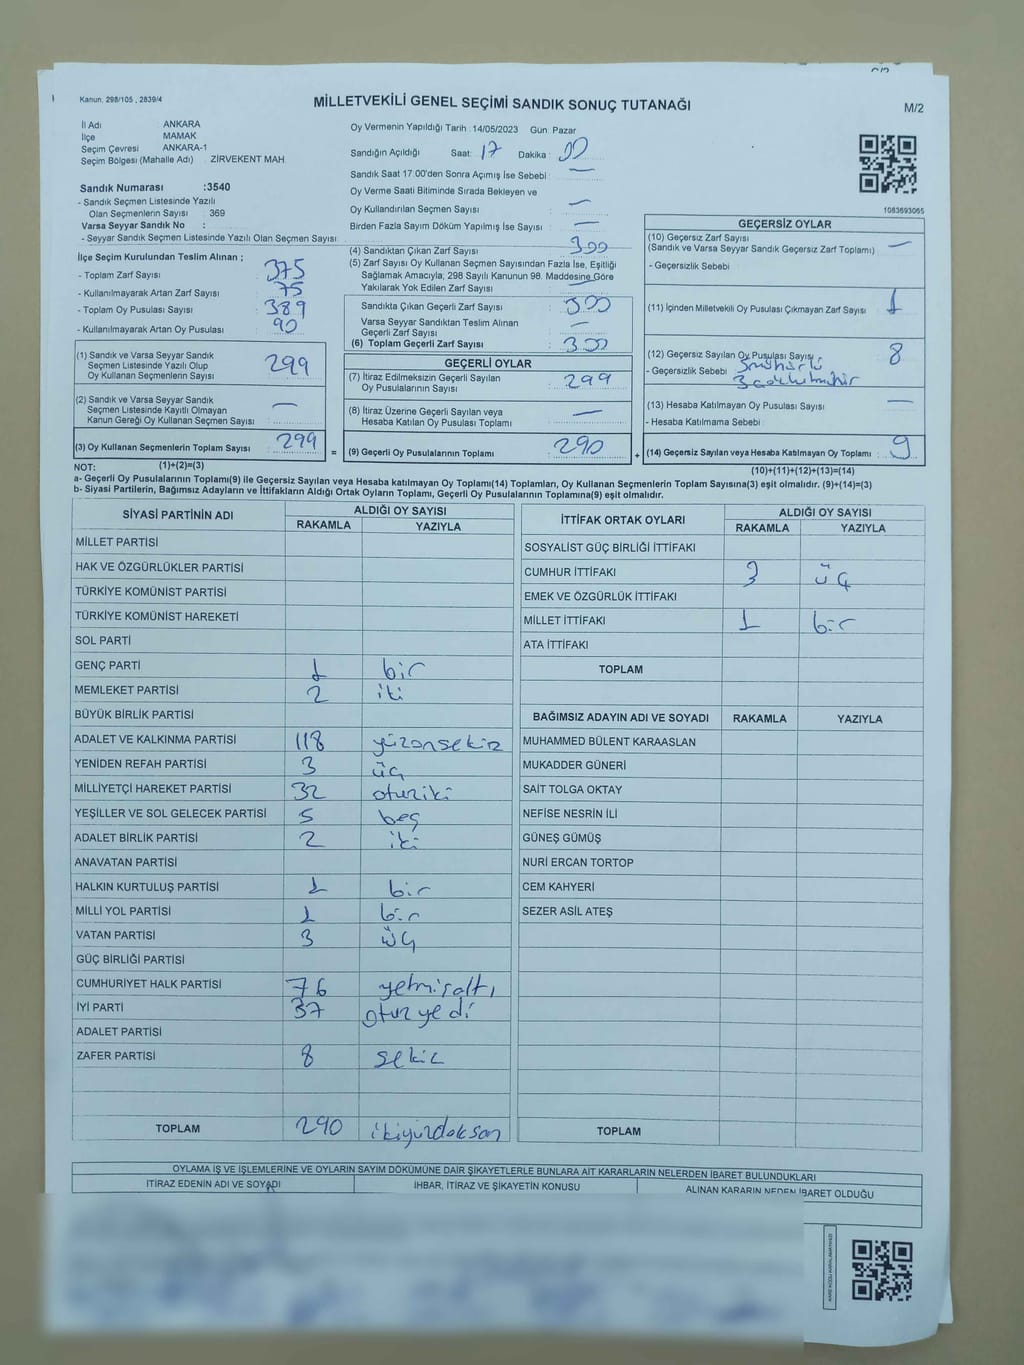 Kanun: 298/105 , 2839/4
MİLLETVEKİLİ GENEL SEÇİMİ SANDIK SONUÇ TUTANAĞI
M/2
İl Adı ANKARA
İlçe MAMAK
Seçim Çevresi ANKARA-1
Seçim Bölgesi (Mahalle Adı) ZİRVEKENT MAH.
Sandık Numarası :3540
- Sandık Seçmen Listesinde Yazılı
Olan Seçmenlerin Sayısı : 369
Varsa Seyyar Sandık No :
- Seyyar Sandık Seçmen Listesinde Yazılı Olan Seçmen Sayısı
İlçe Seçim Kurulundan Teslim Alınan ;
- Toplam Zarf Sayısı 375
- Kullanılmayarak Artan Zarf Sayısı 75
- Toplam Oy Pusulası Sayısı 389
- Kullanılmayarak Artan Oy Pusulası 90
(1) Sandık ve Varsa Seyyar Sandık
Seçmen Listesinde Yazılı Olup
Oy Kullanan Seçmenlerin Sayısı 299
(2) Sandık ve Varsa Seyyar Sandık
Seçmen Listesinde Kayıtlı Olmayan
Kanun Gereği Oy Kullanan Seçmen Sayısı —
(3) Oy Kullanan Seçmenlerin Toplam Sayısı 299
Oy Vermenin Yapıldığı Tarih : 14/05/2023 Gün: Pazar
Sandığın Açıldığı Saat: 17 Dakika : 00
Sandık Saat 17.00'den Sonra Açımış İse Sebebi : —
Oy Verme Saati Bitiminde Sırada Bekleyen ve
Oy Kullandırılan Seçmen Sayısı —
Birden Fazla Sayım Döküm Yapılmış İse Sayısı : —
(4) Sandıktan Çıkan Zarf Sayısı 300
(5) Zarf Sayısı Oy Kullanan Seçmen Sayısından Fazla İse, Eşitliği
Sağlamak Amacıyla; 298 Sayılı Kanunun 98. Maddesine Göre
Yakılarak Yok Edilen Zarf Sayısı —
Sandıkta Çıkan Geçerli Zarf Sayısı 300
Varsa Seyyar Sandıktan Teslim Alınan
Geçerli Zarf Sayısı —
(6) Toplam Geçerli Zarf Sayısı 300
GEÇERLİ OYLAR
(7) İtiraz Edilmeksizin Geçerli Sayılan
Oy Pusulalarının Sayısı 299
(8) İtiraz Üzerine Geçerli Sayılan veya
Hesaba Katılan Oy Pusulası Toplamı —
= (9) Geçerli Oy Pusulalarının Toplamı 290
1083693065
GEÇERSİZ OYLAR
(10) Geçersiz Zarf Sayısı
(Sandık ve Varsa Seyyar Sandık Geçersiz Zarf Toplamı) —
- Geçersizlik Sebebi
(11) İçinden Milletvekili Oy Pusulası Çıkmayan Zarf Sayısı 1
(12) Geçersiz Sayılan Oy Pusulası Sayısı 8
- Geçersizlik Sebebi
(13) Hesaba Katılmayan Oy Pusulası Sayısı —
- Hesaba Katılmama Sebebi
+ (14) Geçersiz Sayılan veya Hesaba Katılmayan Oy Toplamı 9
NOT: (1)+(2)=(3) (10)+(11)+(12)+(13)=(14)
a- Geçerli Oy Pusulalarının Toplamı(9) ile Geçersiz Sayılan veya Hesaba katılmayan Oy Toplamı(14) Toplamları, Oy Kullanan Seçmenlerin Toplam Sayısına(3) eşit olmalıdır. (9)+(14)=(3)
b- Siyasi Partilerin, Bağımsız Adayların ve İttifakların Aldığı Ortak Oyların Toplamı, Geçerli Oy Pusulalarının Toplamına(9) eşit olmalıdır.
SİYASİ PARTİNİN ADI ALDIĞI OY SAYISI
RAKAMLA YAZIYLA
MİLLET PARTİSİ
HAK VE ÖZGÜRLÜKLER PARTİSİ
TÜRKİYE KOMÜNİST PARTİSİ
TÜRKİYE KOMÜNİST HAREKETİ
SOL PARTİ
GENÇ PARTİ 1 bir
MEMLEKET PARTİSİ 2 iki
BÜYÜK BİRLİK PARTİSİ
ADALET VE KALKINMA PARTİSİ 118 yüzonsekiz
YENİDEN REFAH PARTİSİ 3 üç
MİLLİYETÇİ HAREKET PARTİSİ 32 otuziki
YEŞİLLER VE SOL GELECEK PARTİSİ 5 beş
ADALET BİRLİK PARTİSİ 2 iki
ANAVATAN PARTİSİ
HALKIN KURTULUŞ PARTİSİ 1 bir
MİLLİ YOL PARTİSİ 1 bir
VATAN PARTİSİ 3 üç
GÜÇ BİRLİĞİ PARTİSİ
CUMHURİYET HALK PARTİSİ 76 yetmişaltı
İYİ PARTİ 37 otuzyedi
ADALET PARTİSİ
ZAFER PARTİSİ 8 sekiz
TOPLAM 290 ikiyüzdoksan
İTTİFAK ORTAK OYLARI ALDIĞI OY SAYISI
RAKAMLA YAZIYLA
SOSYALİST GÜÇ BİRLİĞİ İTTİFAKI
CUMHUR İTTİFAKI 3 üç
EMEK VE ÖZGÜRLÜK İTTİFAKI
MİLLET İTTİFAKI 1 bir
ATA İTTİFAKI
TOPLAM
BAĞIMSIZ ADAYIN ADI VE SOYADI RAKAMLA YAZIYLA
MUHAMMED BÜLENT KARAASLAN
MUKADDER GÜNERİ
SAİT TOLGA OKTAY
NEFİSE NESRİN İLİ
GÜNEŞ GÜMÜŞ
NURİ ERCAN TORTOP
CEM KAHYERİ
SEZER ASİL ATEŞ
TOPLAM
OYLAMA İŞ VE İŞLEMLERİNE VE OYLARIN SAYIM DÖKÜMÜNE DAİR ŞİKAYETLERLE BUNLARA AİT KARARLARIN NELERDEN İBARET BULUNDUKLARI
İTİRAZ EDENİN ADI VE SOYADI İHBAR, İTİRAZ VE ŞİKAYETİN KONUSU ALINAN KARARIN NEDEN İBARET OLDUĞU